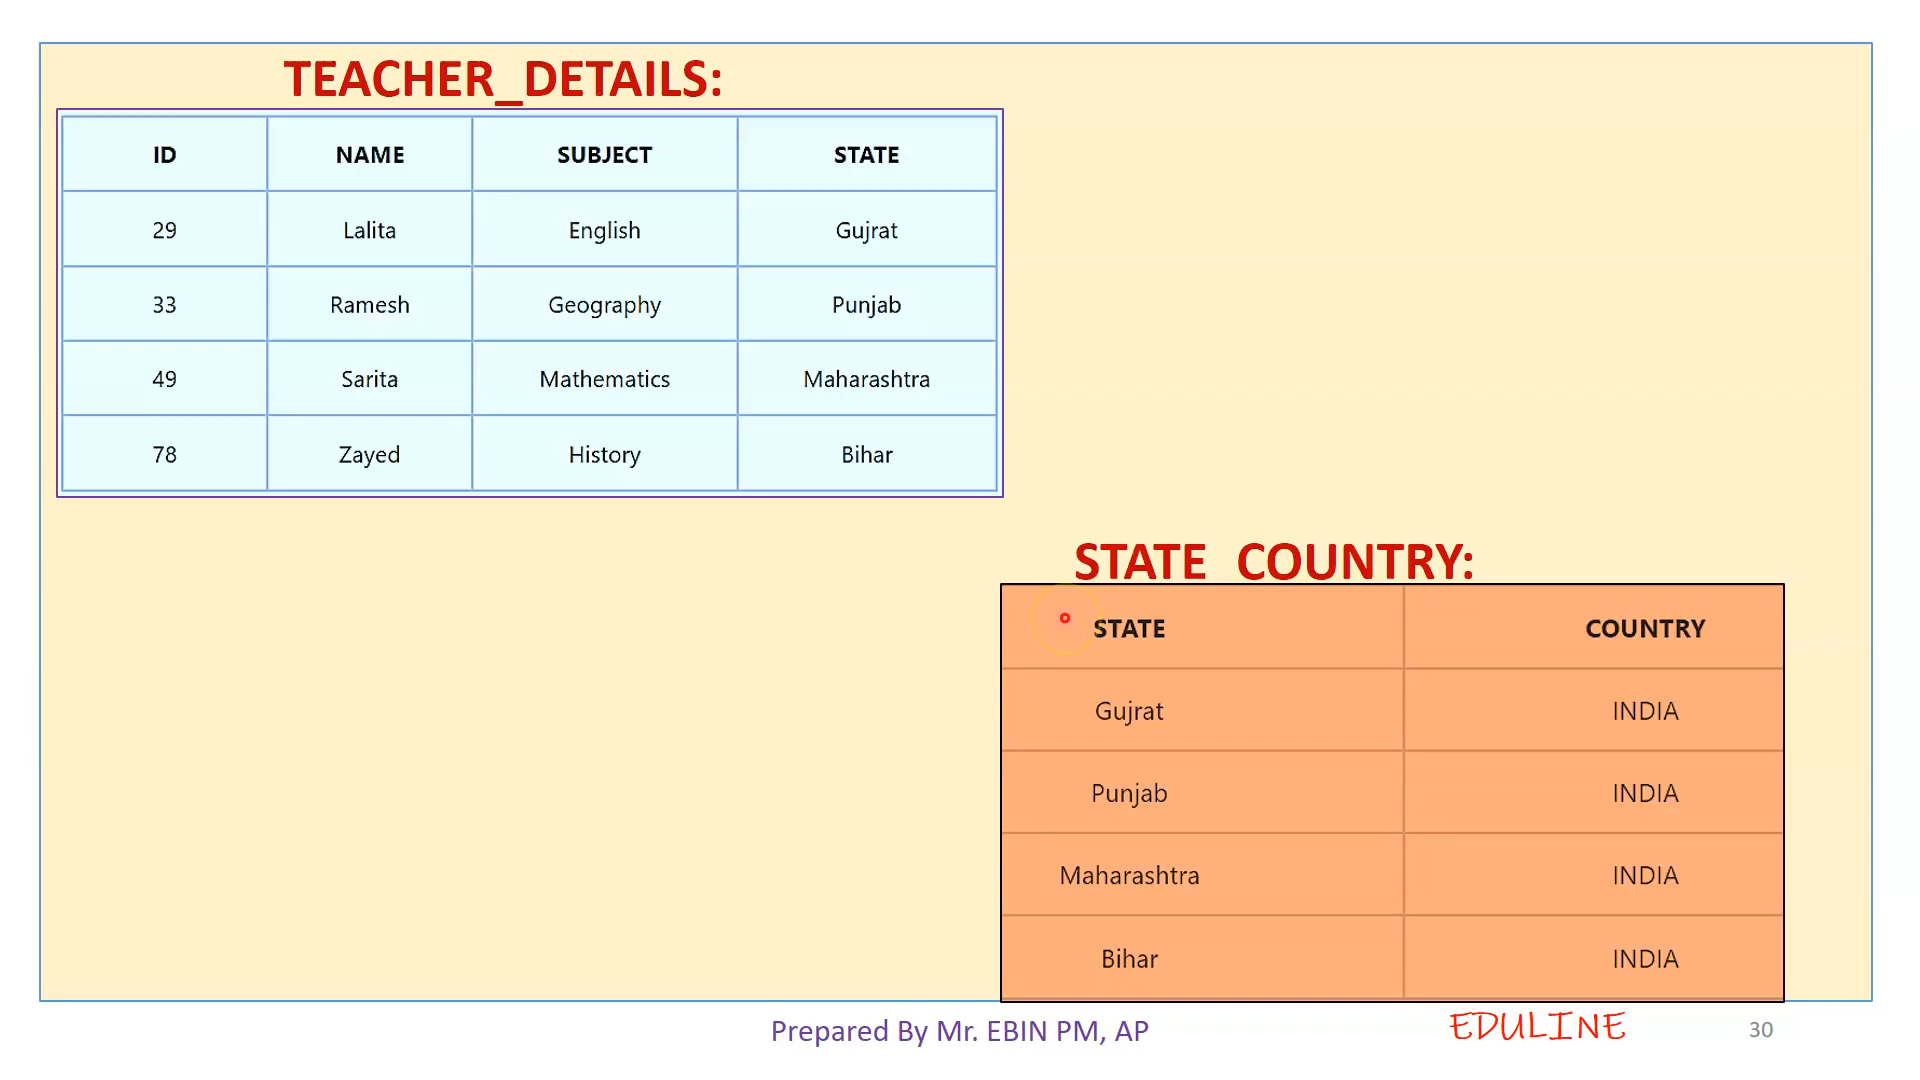 TEACHER_DETAILS:
ID NAME SUBJECT STATE
29 Lalita English Gujrat
33 Ramesh Geography Punjab
49 Sarita Mathematics Maharashtra
78 Zayed History Bihar
STATE_COUNTRY:
STATE COUNTRY
Gujrat INDIA
Punjab INDIA
Maharashtra INDIA
Bihar INDIA
Prepared By Mr. EBIN PM, AP EDULINE 30